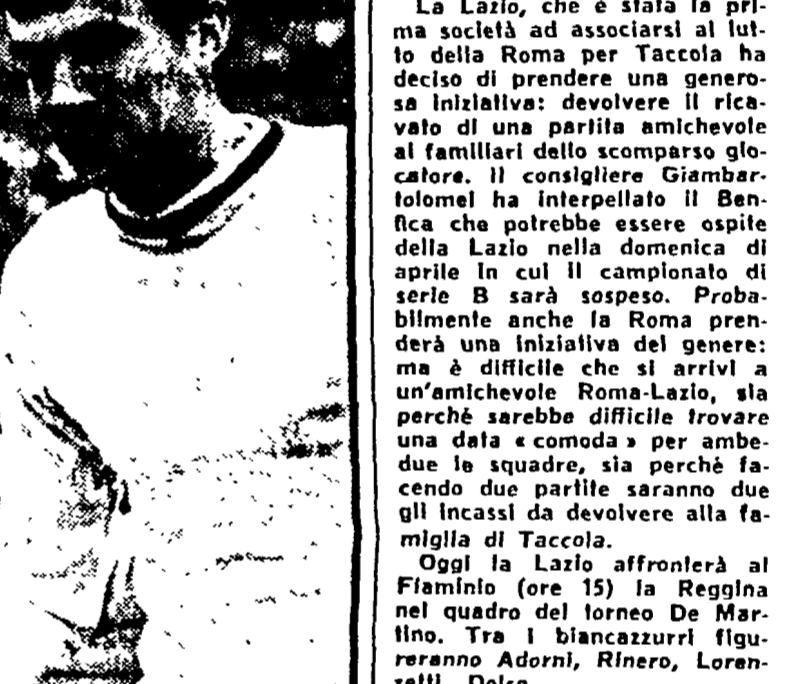 La Lazio, che è stata la pri-
ma società ad associarsi al lut-
to della Roma per Taccola ha
deciso di prendere una genero-
sa iniziativa: devolvere il rica-
vato di una partita amichevole
ai familiari dello scomparso gio-
catore. Il consigliere Giambar-
tolomei ha interpellato il Ben-
fica che potrebbe essere ospite
della Lazio nella domenica di
aprile in cui il campionato di
serie B sarà sospeso. Proba-
bilmente anche la Roma pren-
derà una iniziativa del genere:
ma è difficile che si arrivi a
un'amichevole Roma-Lazio, sia
perchè sarebbe difficile trovare
una data « comoda » per ambe-
due le squadre, sia perchè fa-
cendo due partite saranno due
gli incassi da devolvere alla fa-
miglia di Taccola.
Oggi la Lazio affronterà al
Flaminio (ore 15) la Reggina
nel quadro del torneo De Mar-
tino. Tra i biancazzurri figu-
reranno Adorni, Rinero, Loren-
zetti, Dolso